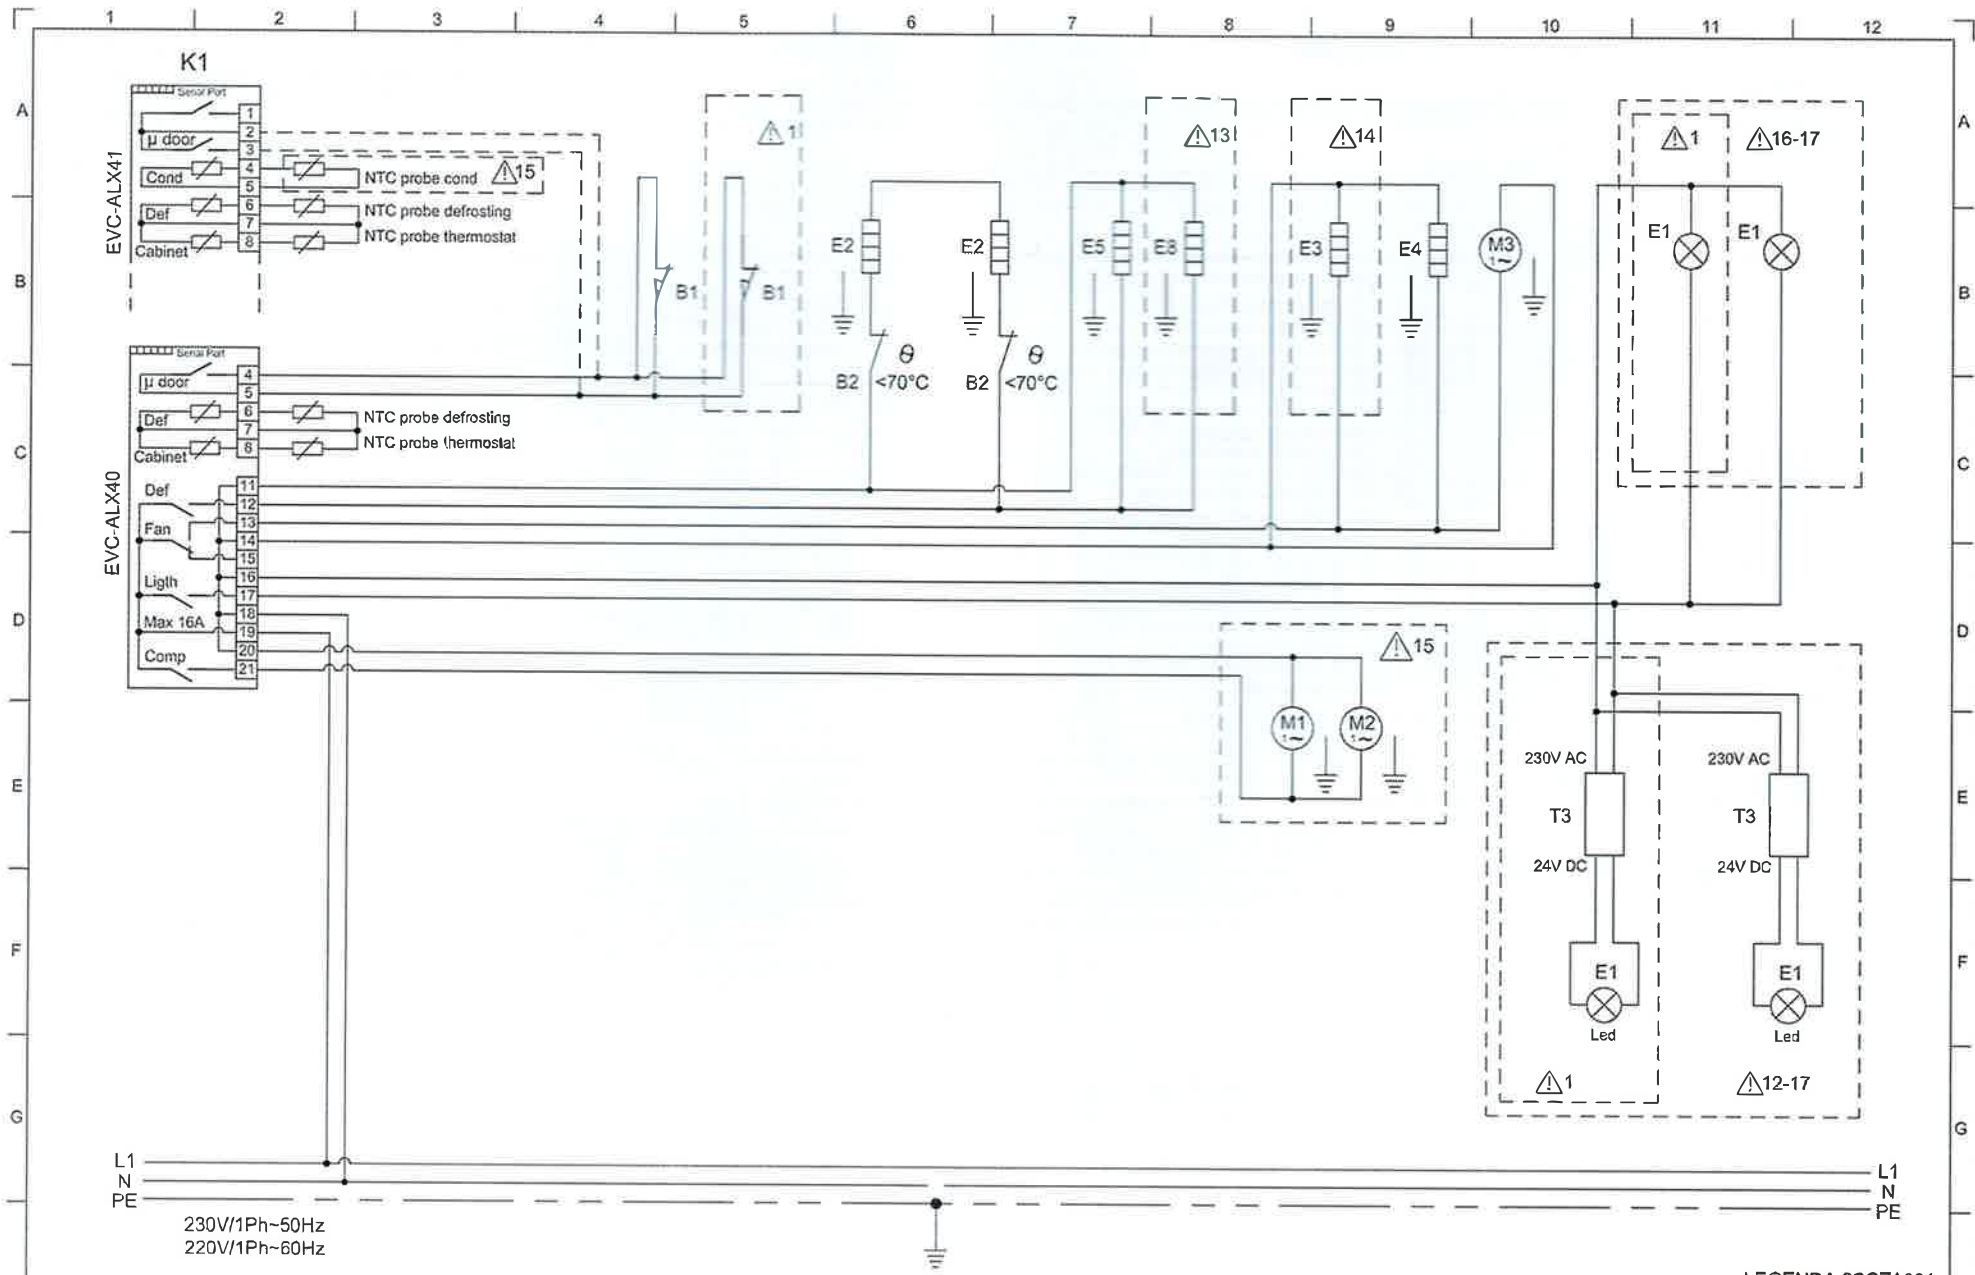 1 2 3 4 5 6 7 8 9 10 11 12
A A
B B
C C
D D
E E
F F
G G
K1
EVC-ALX41
Serial Port
1
2
µ door
3
4
Cond
5
NTC probe cond
15
6
Def
NTC probe defrosting
7
NTC probe thermostat
8
Cabinet
EVC-ALX40
Serial Port
4
µ door
5
6
Def
NTC probe defrosting
7
NTC probe thermostat
8
Cabinet
Def
11
12
Fan
13
14
15
Ligth
16
17
18
Max 16A
19
20
Comp
21
B1
1
B1
E2
B2
θ
<70°C
E2
B2
θ
<70°C
E5
13
E8
14
E3
E4
M3
1~
1
16-17
E1
E1
15
M1
1~
M2
1~
230V AC
T3
24V DC
E1
Led
1
230V AC
T3
24V DC
E1
Led
12-17
L1 L1
N N
PE PE
230V/1Ph~50Hz
220V/1Ph~60Hz